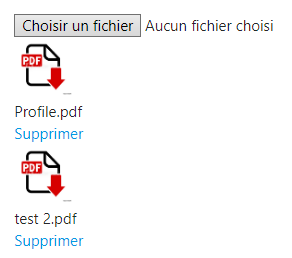 Choisir un fichier Aucun fichier choisi
PDF
Profile.pdf
Supprimer
PDF
test 2.pdf
Supprimer